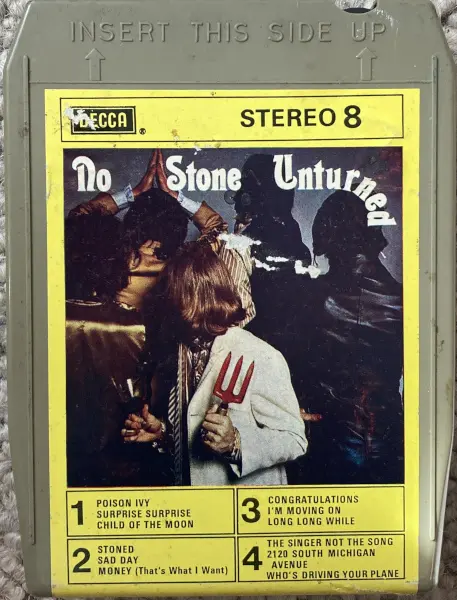 INSERT THIS SIDE UP
DECCA ®
STEREO 8
No Stone Unturned
1 POISON IVY
SURPRISE SURPRISE
CHILD OF THE MOON
2 STONED
SAD DAY
MONEY (That's What I Want)
3 CONGRATULATIONS
I'M MOVING ON
LONG LONG WHILE
4 THE SINGER NOT THE SONG
2120 SOUTH MICHIGAN
AVENUE
WHO'S DRIVING YOUR PLANE